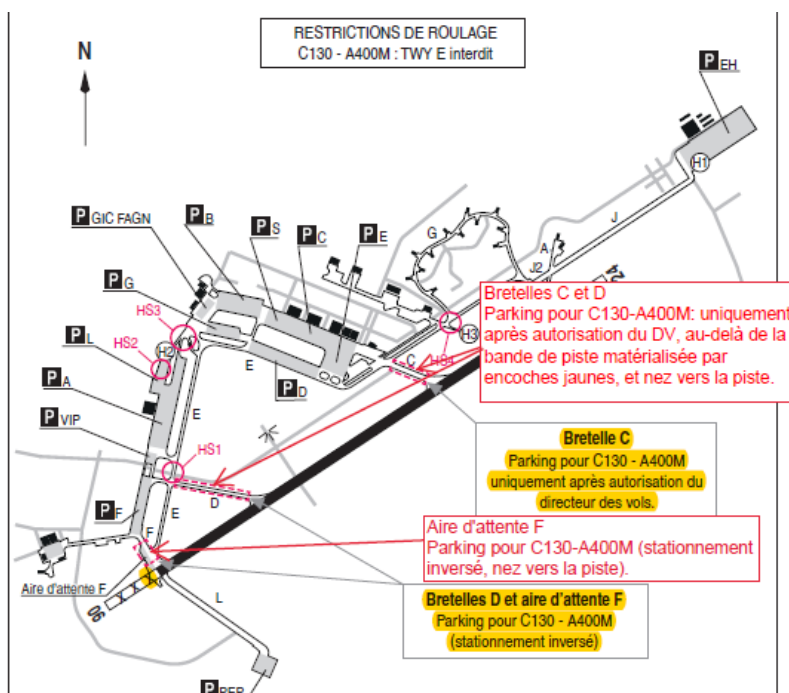 RESTRICTIONS DE ROULAGE
C130 - A400M : TWY E interdit
N
P EH
H1
P GIC FAGN
P B
P S
P C
P E
G
J
A
J2
24
P G
HS3
HS2
H2
P L
H3
HS4
C
E
P D
P A
E
P VIP
HS1
D
E
P F
F
Aire d'attente F
06
X X X
L
P REP
Bretelles C et D
Parking pour C130-A400M: uniquement
après autorisation du DV, au-delà de la
bande de piste matérialisée par
encoches jaunes, et nez vers la piste.
Bretelle C
Parking pour C130 - A400M
uniquement après autorisation du
directeur des vols.
Aire d'attente F
Parking pour C130-A400M (stationnement
inversé, nez vers la piste).
Bretelles D et aire d'attente F
Parking pour C130 - A400M
(stationnement inversé)